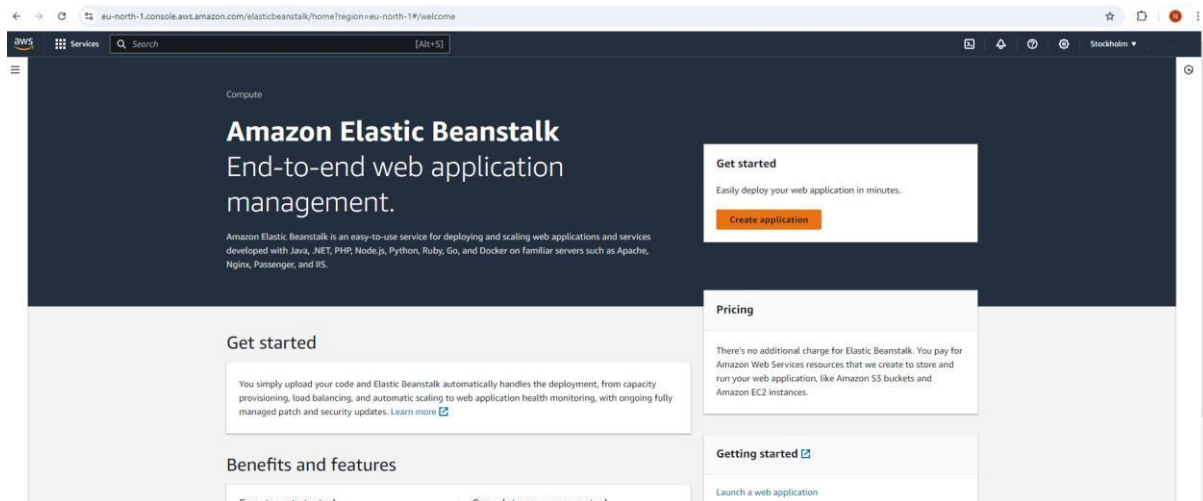 eu-north-1.console.aws.amazon.com/elasticbeanstalk/home?region=eu-north-1#/welcome
N
aws
Services
Search
[Alt+S]
Stockholm
Compute
Amazon Elastic Beanstalk
End-to-end web application
management.
Amazon Elastic Beanstalk is an easy-to-use service for deploying and scaling web applications and services
developed with Java, .NET, PHP, Node.js, Python, Ruby, Go, and Docker on familiar servers such as Apache,
Nginx, Passenger, and IIS.
Get started
Easily deploy your web application in minutes.
Create application
Pricing
There's no additional charge for Elastic Beanstalk. You pay for
Amazon Web Services resources that we create to store and
run your web application, like Amazon S3 buckets and
Amazon EC2 instances.
Get started
You simply upload your code and Elastic Beanstalk automatically handles the deployment, from capacity
provisioning, load balancing, and automatic scaling to web application health monitoring, with ongoing fully
managed patch and security updates. Learn more
Benefits and features
Getting started
Launch a web application